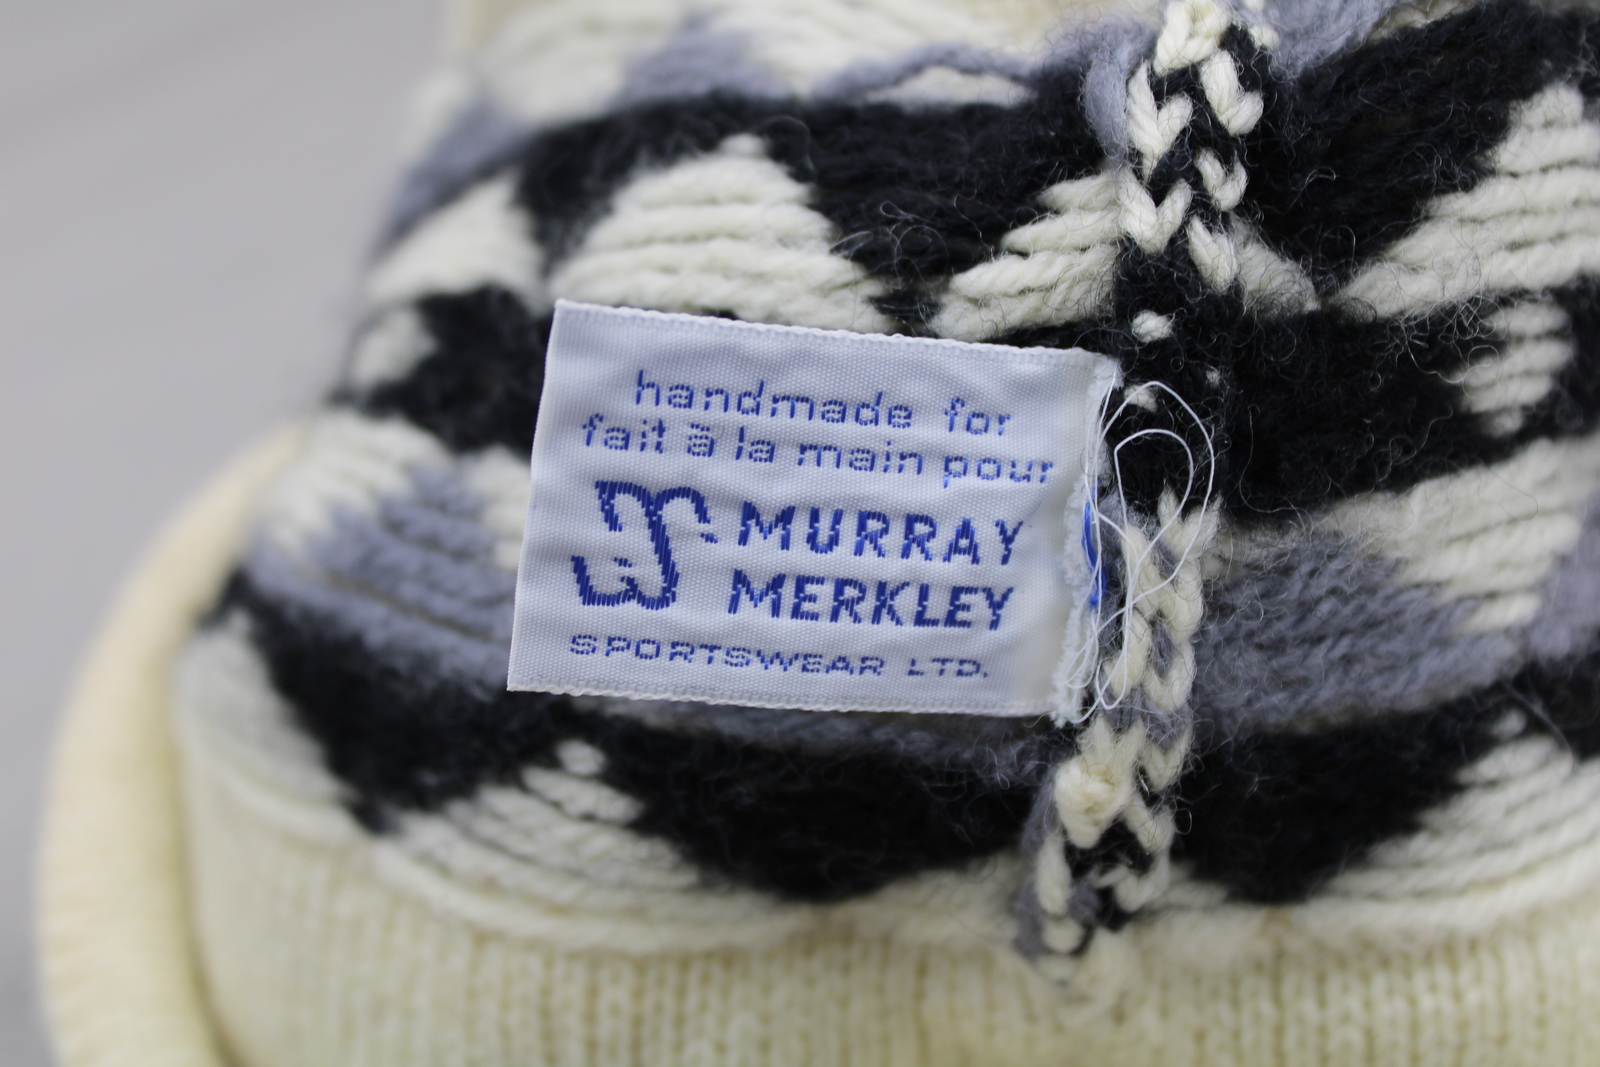 handmade for
fait à la main pour
MURRAY
MERKLEY
SPORTSWEAR LTD.